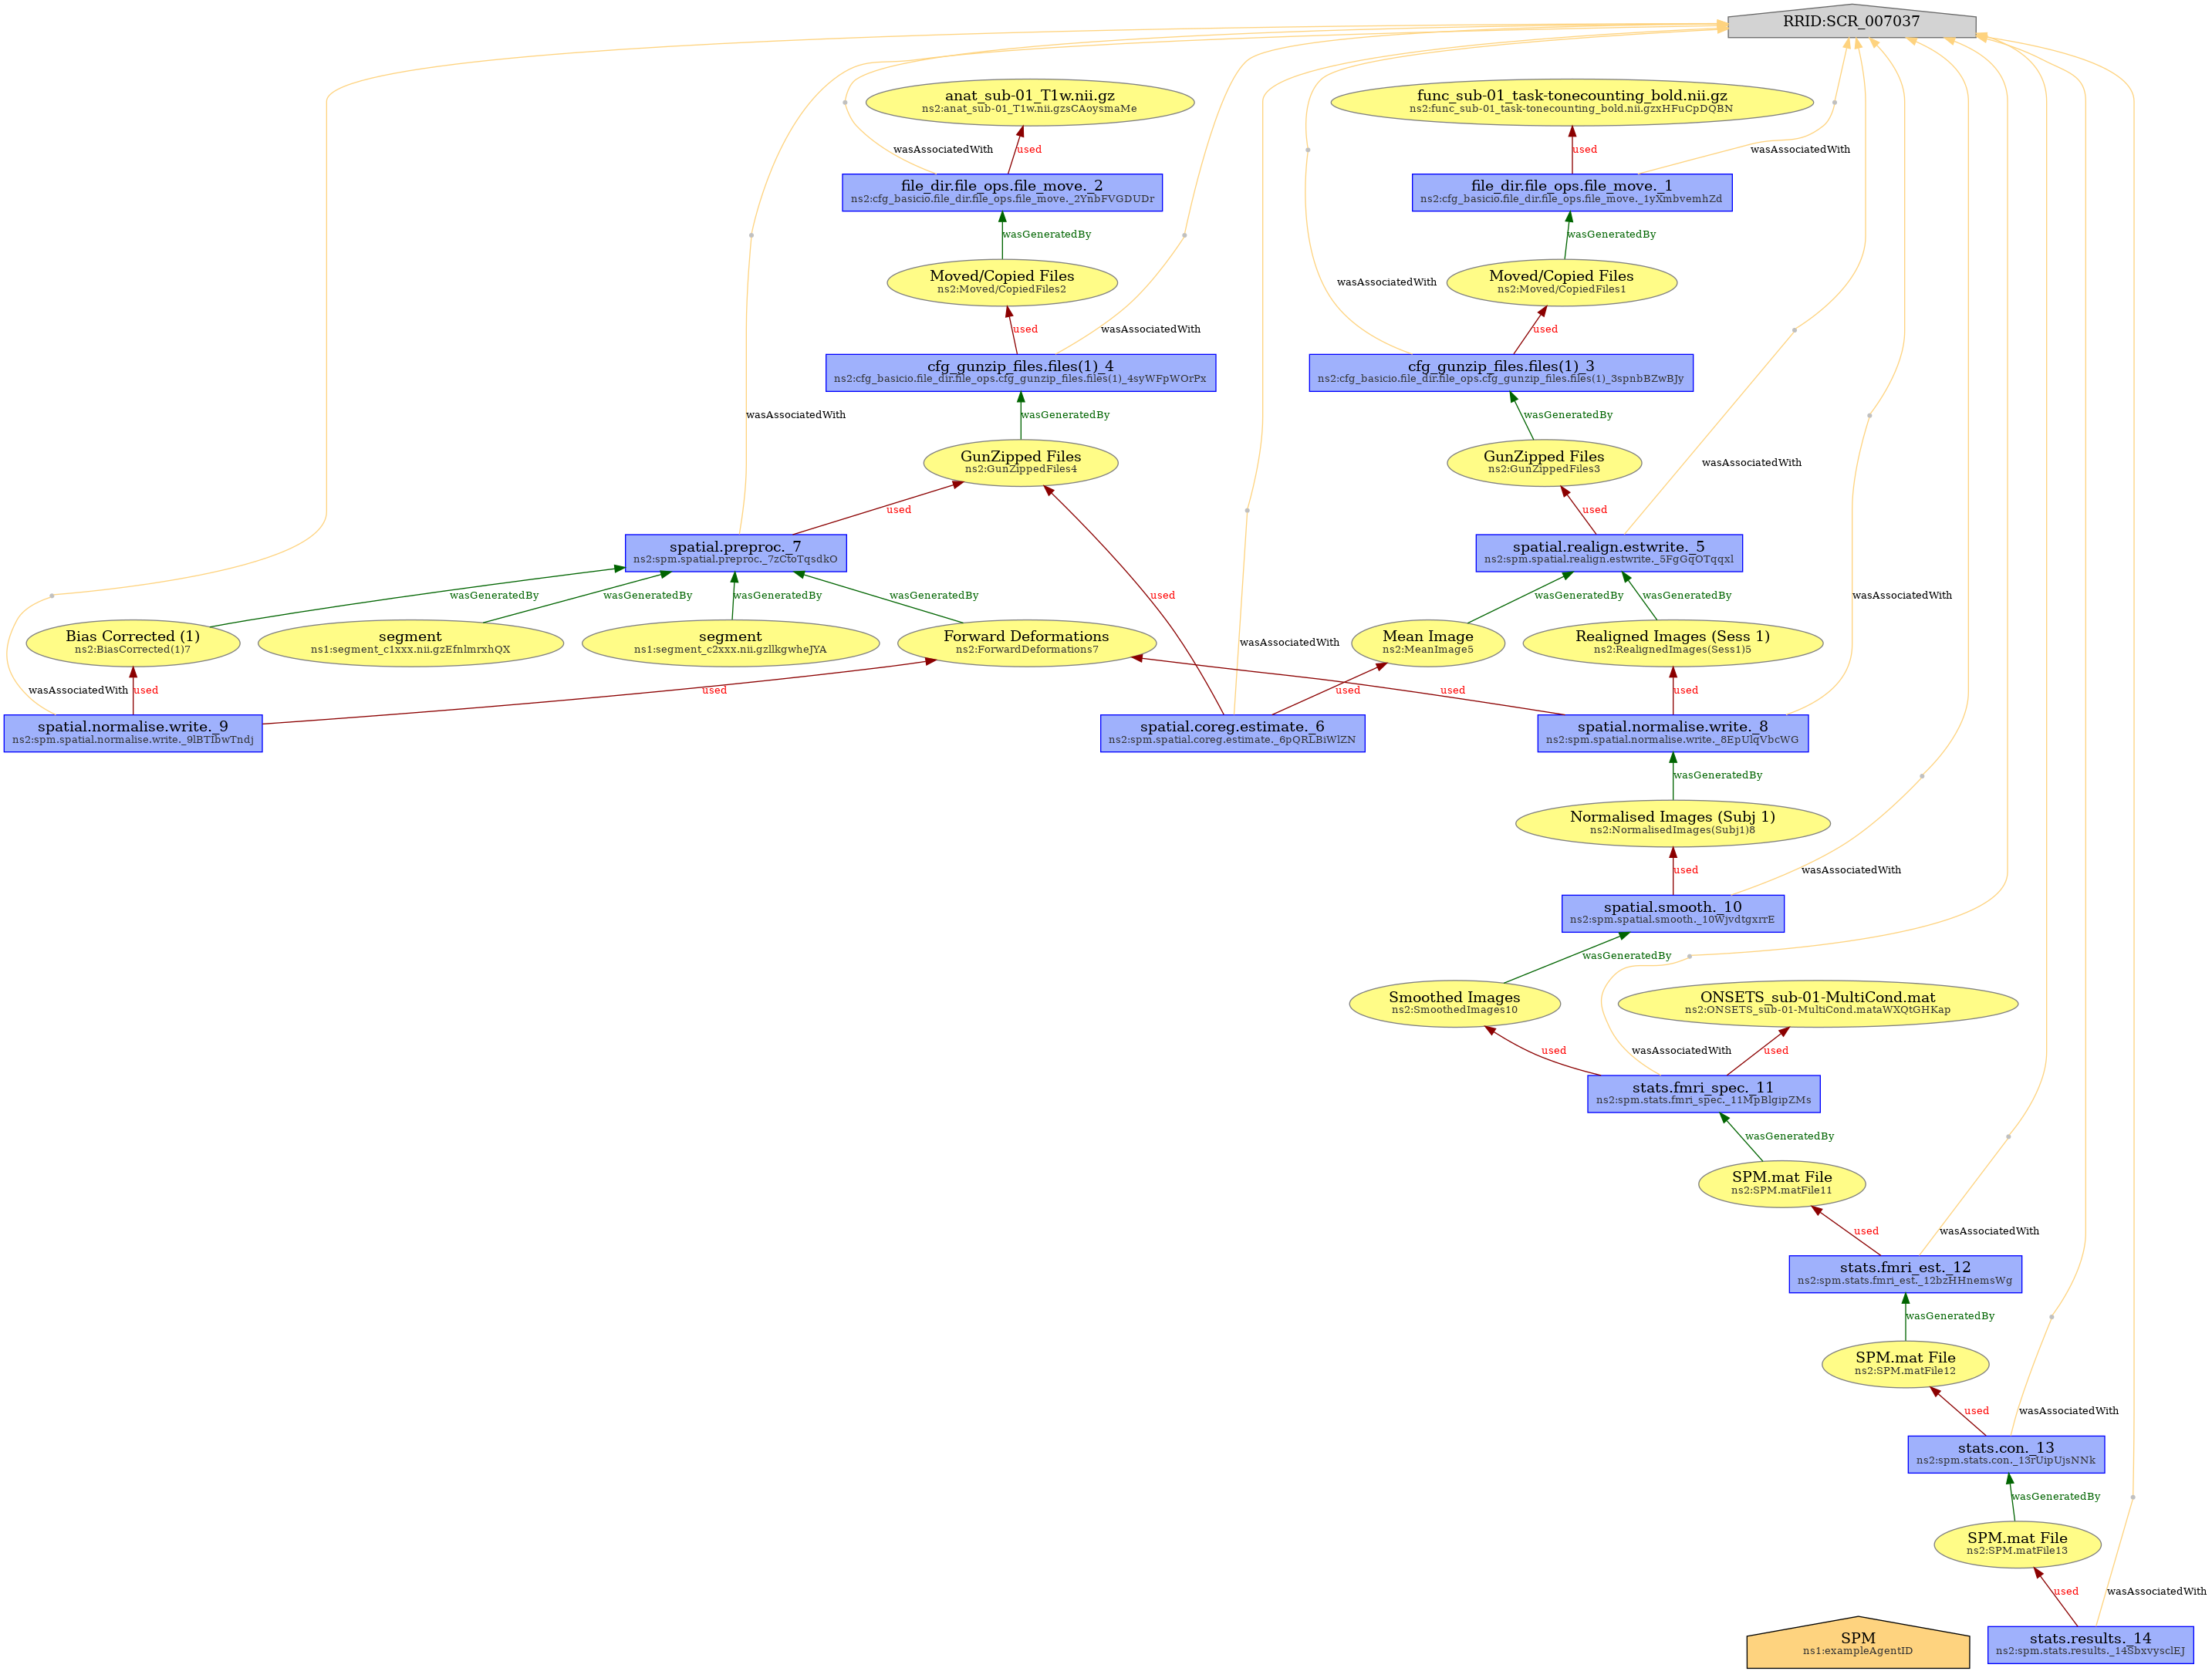 RRID:SCR_007037
anat_sub-01_T1w.nii.gz
ns2:anat_sub-01_T1w.nii.gzsCAoysmaMe
func_sub-01_task-tonecounting_bold.nii.gz
ns2:func_sub-01_task-tonecounting_bold.nii.gzxHFuCpDQBN
wasAssociatedWith
used
used
wasAssociatedWith
file_dir.file_ops.file_move._2
ns2:cfg_basicio.file_dir.file_ops.file_move._2YnbFVGDUDr
file_dir.file_ops.file_move._1
ns2:cfg_basicio.file_dir.file_ops.file_move._1yXmbvemhZd
wasGeneratedBy
wasGeneratedBy
Moved/Copied Files
ns2:Moved/CopiedFiles2
wasAssociatedWith
Moved/Copied Files
ns2:Moved/CopiedFiles1
used
wasAssociatedWith
used
cfg_gunzip_files.files(1)_4
ns2:cfg_basicio.file_dir.file_ops.cfg_gunzip_files.files(1)_4syWFpWOrPx
cfg_gunzip_files.files(1)_3
ns2:cfg_basicio.file_dir.file_ops.cfg_gunzip_files.files(1)_3spnbBZwBJy
wasAssociatedWith
wasGeneratedBy
wasGeneratedBy
GunZipped Files
ns2:GunZippedFiles4
GunZipped Files
ns2:GunZippedFiles3
wasAssociatedWith
used
used
spatial.preproc._7
ns2:spm.spatial.preproc._7zCtoTqsdkO
spatial.realign.estwrite._5
ns2:spm.spatial.realign.estwrite._5FgGqOTqqxl
wasGeneratedBy
wasGeneratedBy
wasGeneratedBy
wasGeneratedBy
used
wasGeneratedBy
wasGeneratedBy
wasAssociatedWith
Bias Corrected (1)
ns2:BiasCorrected(1)7
segment
ns1:segment_c1xxx.nii.gzEfnlmrxhQX
segment
ns1:segment_c2xxx.nii.gzllkgwheJYA
Forward Deformations
ns2:ForwardDeformations7
wasAssociatedWith
Mean Image
ns2:MeanImage5
Realigned Images (Sess 1)
ns2:RealignedImages(Sess1)5
wasAssociatedWith
used
used
used
used
used
spatial.normalise.write._9
ns2:spm.spatial.normalise.write._9lBTIbwTndj
spatial.coreg.estimate._6
ns2:spm.spatial.coreg.estimate._6pQRLBiWlZN
spatial.normalise.write._8
ns2:spm.spatial.normalise.write._8EpUlqVbcWG
wasGeneratedBy
Normalised Images (Subj 1)
ns2:NormalisedImages(Subj1)8
used
wasAssociatedWith
spatial.smooth._10
ns2:spm.spatial.smooth._10WjvdtgxrrE
wasGeneratedBy
Smoothed Images
ns2:SmoothedImages10
ONSETS_sub-01-MultiCond.mat
ns2:ONSETS_sub-01-MultiCond.mataWXQtGHKap
used
wasAssociatedWith
used
stats.fmri_spec._11
ns2:spm.stats.fmri_spec._11MpBlgipZMs
wasGeneratedBy
SPM.mat File
ns2:SPM.matFile11
used
wasAssociatedWith
stats.fmri_est._12
ns2:spm.stats.fmri_est._12bzHHnemsWg
wasGeneratedBy
SPM.mat File
ns2:SPM.matFile12
used
wasAssociatedWith
stats.con._13
ns2:spm.stats.con._13rUipUjsNNk
wasGeneratedBy
SPM.mat File
ns2:SPM.matFile13
used
wasAssociatedWith
SPM
ns1:exampleAgentID
stats.results._14
ns2:spm.stats.results._14SbxvysclEJ